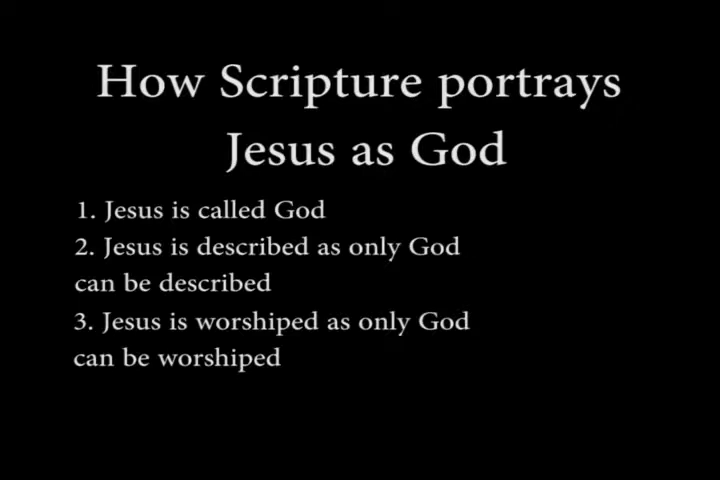 How Scripture portrays
Jesus as God
1. Jesus is called God
2. Jesus is described as only God
can be described
3. Jesus is worshiped as only God
can be worshiped